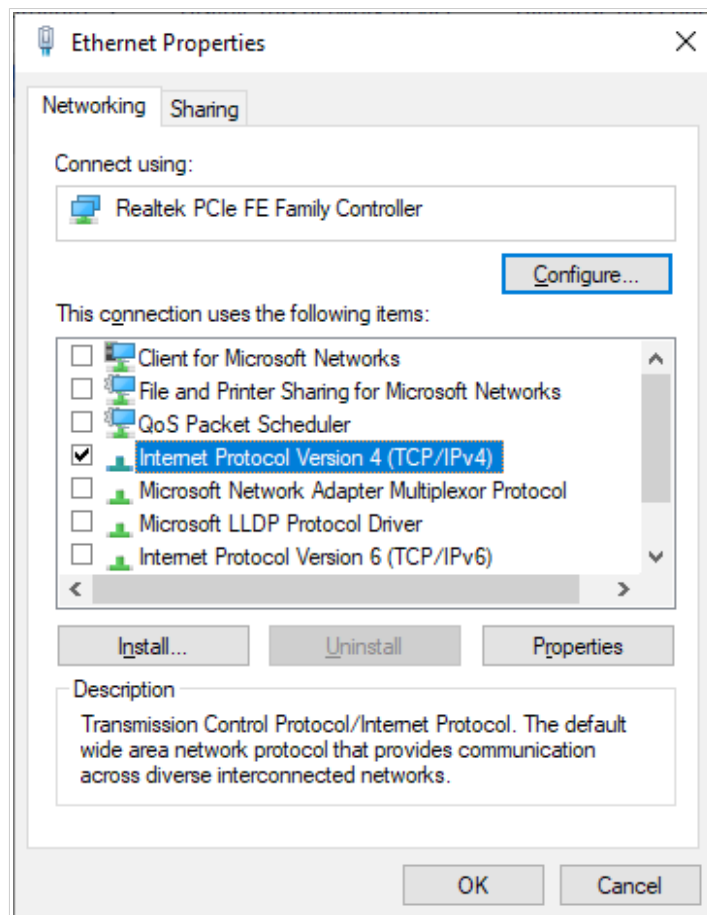 Ethernet Properties
Networking
Sharing
Connect using:
Realtek PCIe FE Family Controller
Configure...
This connection uses the following items:
Client for Microsoft Networks
File and Printer Sharing for Microsoft Networks
QoS Packet Scheduler
Internet Protocol Version 4 (TCP/IPv4)
Microsoft Network Adapter Multiplexor Protocol
Microsoft LLDP Protocol Driver
Internet Protocol Version 6 (TCP/IPv6)
Install...
Uninstall
Properties
Description
Transmission Control Protocol/Internet Protocol. The default
wide area network protocol that provides communication
across diverse interconnected networks.
OK
Cancel